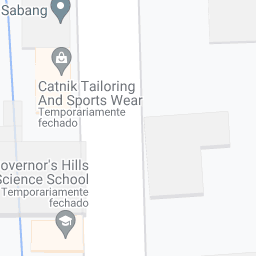 Sabang
Catnik Tailoring
And Sports Wear
Temporariamente
fechado
overnor's Hills
Science School
Temporariamente
fechado